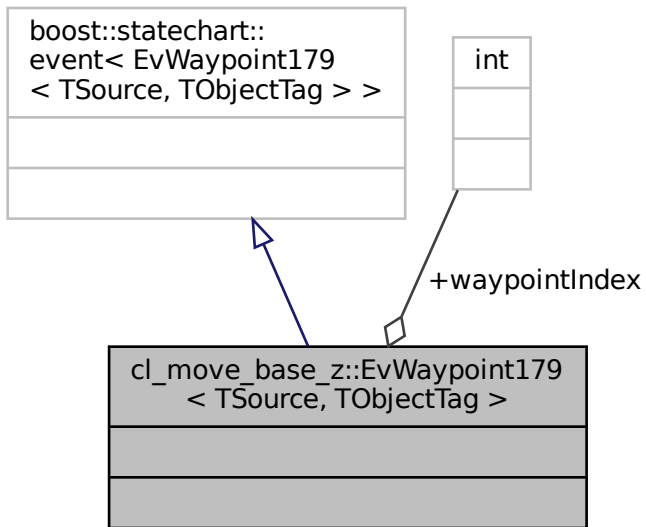 boost::statechart::
event< EvWaypoint179
< TSource, TObjectTag > >
int
+waypointIndex
cl_move_base_z::EvWaypoint179
< TSource, TObjectTag >